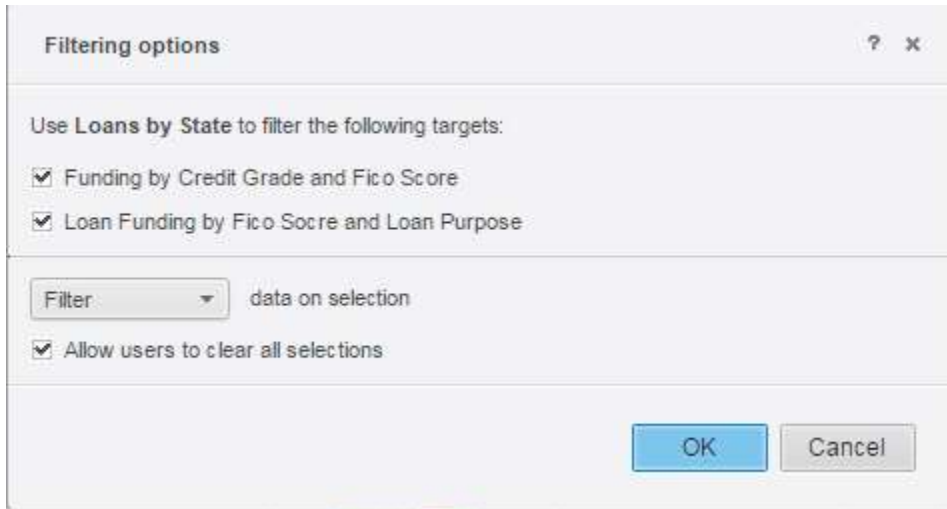 Filtering options ? x
Use Loans by State to filter the following targets:
Funding by Credit Grade and Fico Score
Loan Funding by Fico Socre and Loan Purpose
Filter data on selection
Allow users to clear all selections
OK Cancel